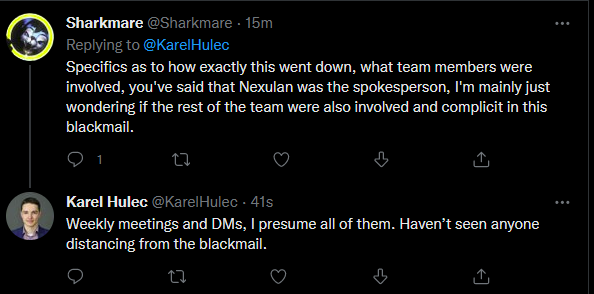 Sharkmare @Sharkmare · 15m
Replying to @KarelHulec
Specifics as to how exactly this went down, what team members were
involved, you've said that Nexulan was the spokesperson, I'm mainly just
wondering if the rest of the team were also involved and complicit in this
blackmail.
1
Karel Hulec @KarelHulec · 41s
Weekly meetings and DMs, I presume all of them. Haven’t seen anyone
distancing from the blackmail.